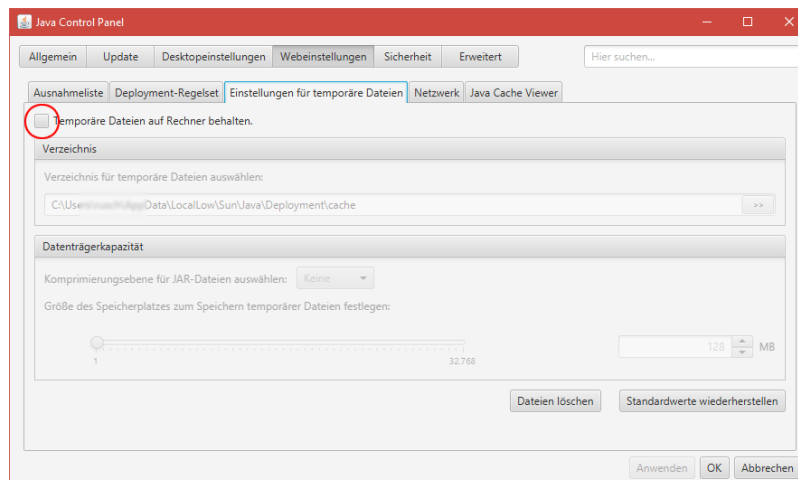 Java Control Panel
Allgemein Update Desktopeinstellungen Webeinstellungen Sicherheit Erweitert Hier suchen...
Ausnahmeliste Deployment-Regelset Einstellungen für temporäre Dateien Netzwerk Java Cache Viewer
Temporäre Dateien auf Rechner behalten.
Verzeichnis
Verzeichnis für temporäre Dateien auswählen:
C:\Use Data\LocalLow\Sun\Java\Deployment\cache >>
Datenträgerkapazität
Komprimierungsebene für JAR-Dateien auswählen: Keine
Größe des Speicherplatzes zum Speichern temporärer Dateien festlegen:
128 MB
1 32.768
Dateien löschen Standardwerte wiederherstellen
Anwenden OK Abbrechen